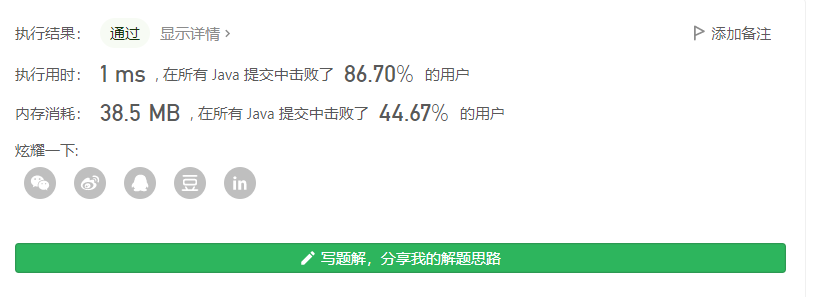 执行结果： 通过 显示详情 › 添加备注
执行用时： 1 ms , 在所有 Java 提交中击败了 86.70% 的用户
内存消耗： 38.5 MB , 在所有 Java 提交中击败了 44.67% 的用户
炫耀一下:
豆 in
写题解，分享我的解题思路